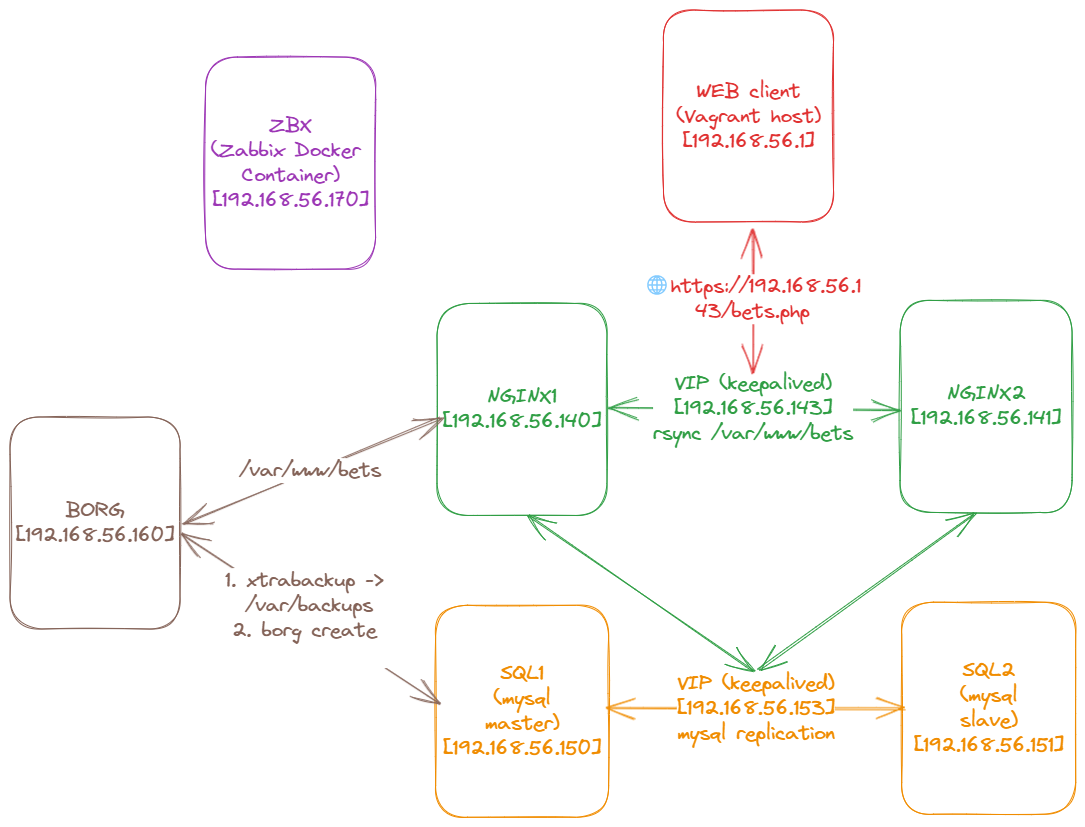 WEB client
(Vagrant host)
[192.168.56.1]
ZBX
(Zabbix Docker
Container)
[192.168.56.170]
https://192.168.56.1
43/bets.php
NGINX1
[192.168.56.140]
VIP (keepalived)
[192.168.56.143]
rsync /var/www/bets
NGINX2
[192.168.56.141]
/var/www/bets
BORG
[192.168.56.160]
1. xtrabackup ->
/var/backups
2. borg create
SQL1
(mysql
master)
[192.168.56.150]
VIP (keepalived)
[192.168.56.153]
mysql replication
SQL2
(mysql
slave)
[192.168.56.151]